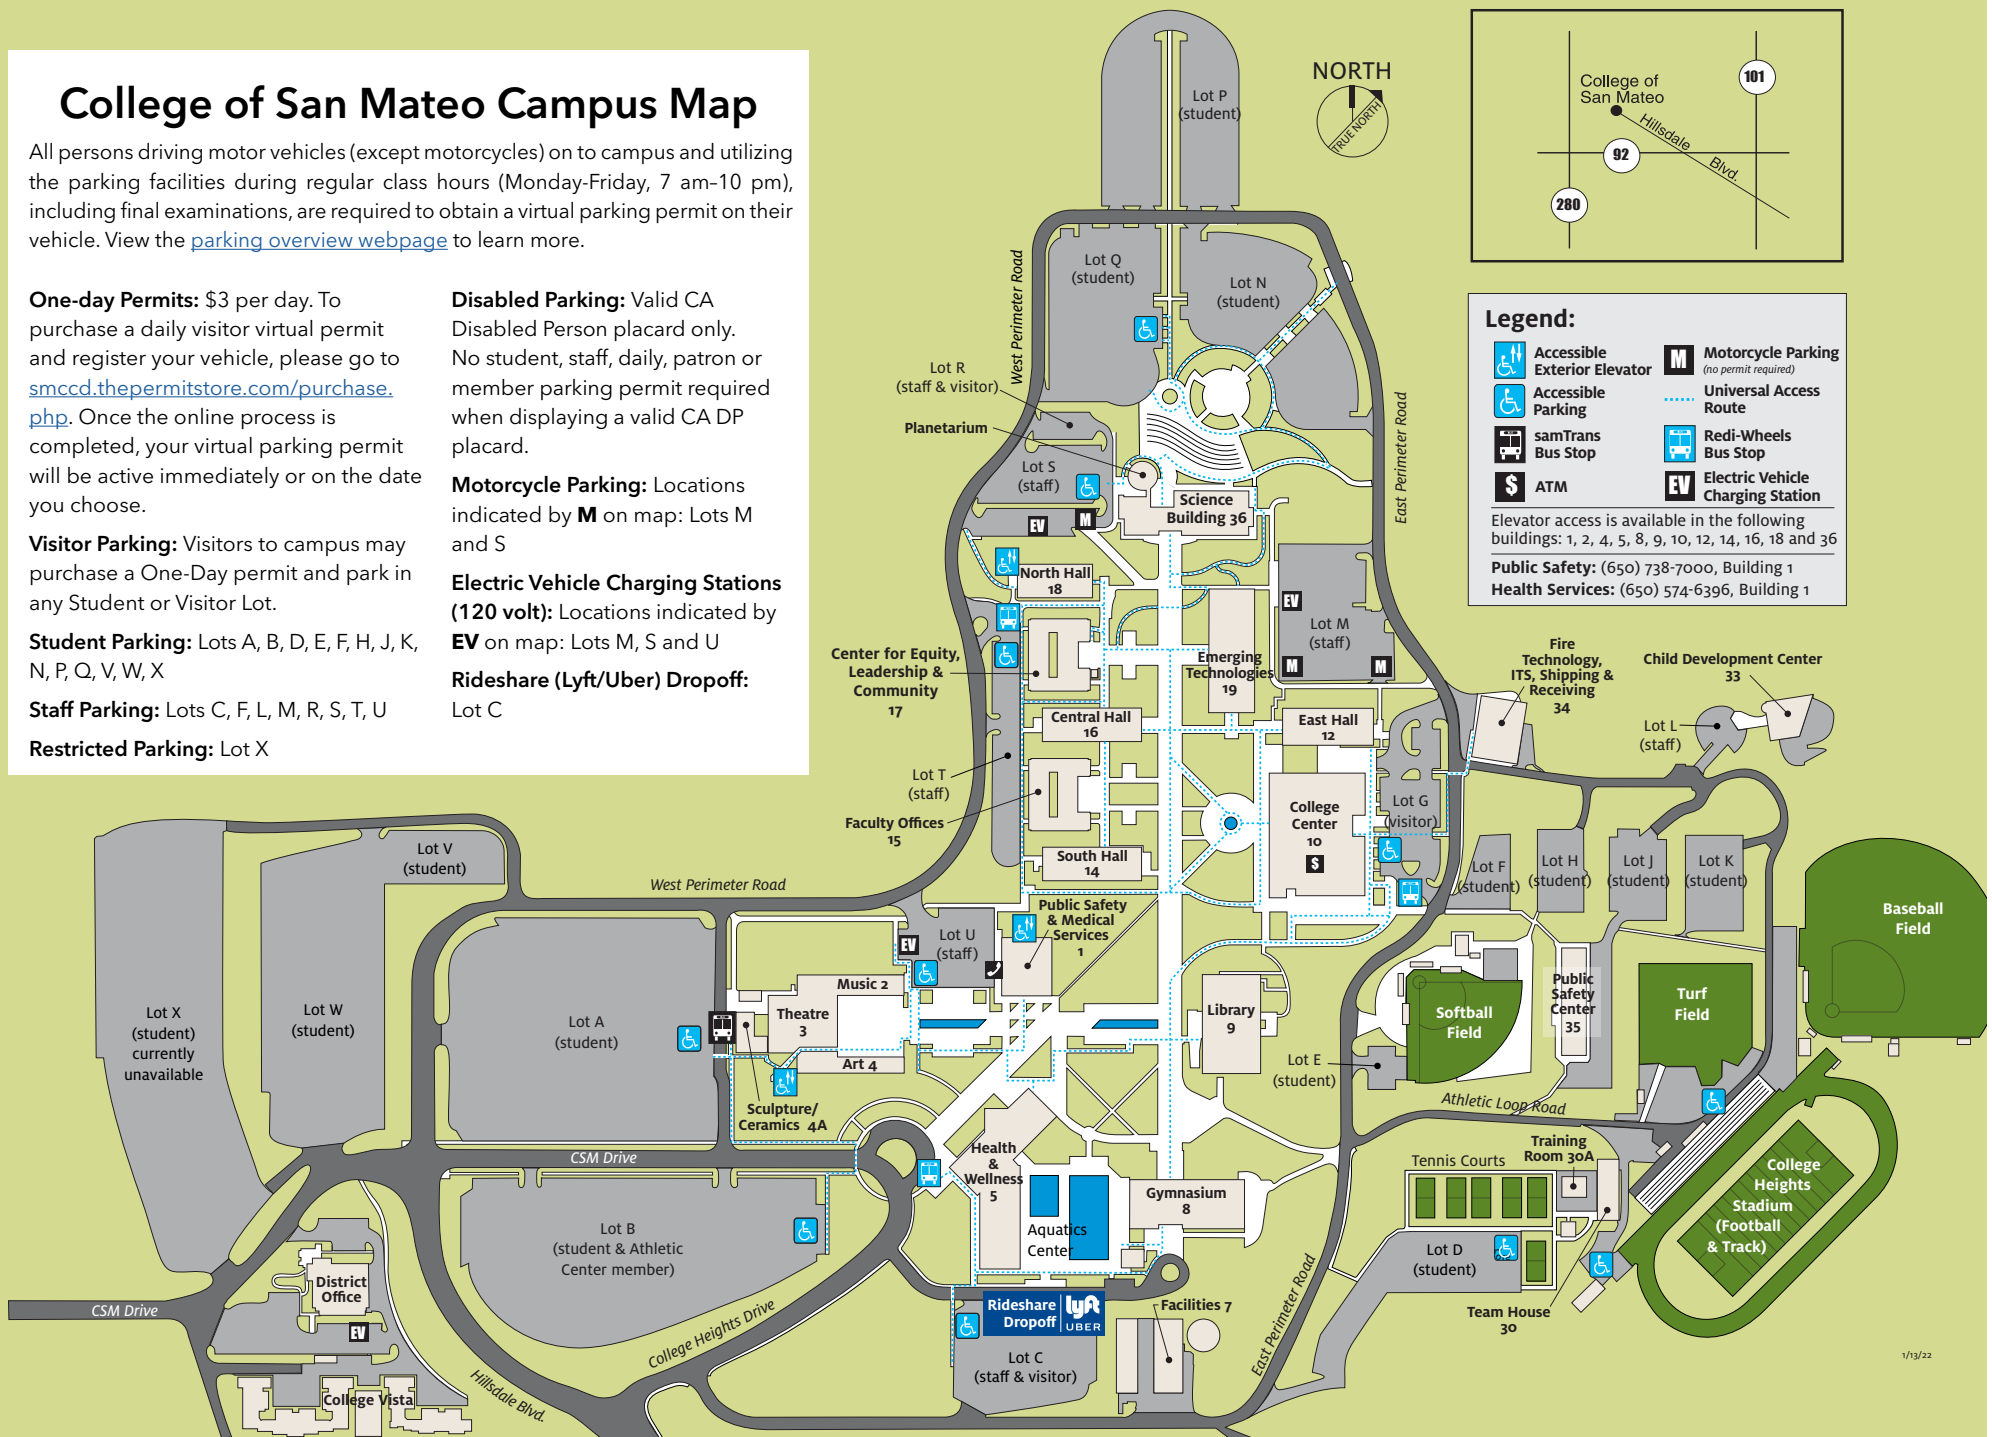 College of San Mateo Campus Map
All persons driving motor vehicles (except motorcycles) on to campus and utilizing
the parking facilities during regular class hours (Monday-Friday, 7 am–10 pm),
including final examinations, are required to obtain a virtual parking permit on their
vehicle. View the parking overview webpage to learn more.
One-day Permits: $3 per day. To
purchase a daily visitor virtual permit
and register your vehicle, please go to
smccd.thepermitstore.com/purchase.
php. Once the online process is
completed, your virtual parking permit
will be active immediately or on the date
you choose.
Visitor Parking: Visitors to campus may
purchase a One-Day permit and park in
any Student or Visitor Lot.
Student Parking: Lots A, B, D, E, F, H, J, K,
N, P, Q, V, W, X
Staff Parking: Lots C, F, L, M, R, S, T, U
Restricted Parking: Lot X
Disabled Parking: Valid CA
Disabled Person placard only.
No student, staff, daily, patron or
member parking permit required
when displaying a valid CA DP
placard.
Motorcycle Parking: Locations
indicated by M on map: Lots M
and S
Electric Vehicle Charging Stations
(120 volt): Locations indicated by
EV on map: Lots M, S and U
Rideshare (Lyft/Uber) Dropoff:
Lot C
NORTH
TRUE NORTH
College of
San Mateo
101
Hillsdale
Blvd.
92
280
Legend:
Accessible
Exterior Elevator
Accessible
Parking
samTrans
Bus Stop
$
ATM
M
Motorcycle Parking
(no permit required)
Universal Access
Route
Redi-Wheels
Bus Stop
EV
Electric Vehicle
Charging Station
Elevator access is available in the following
buildings: 1, 2, 4, 5, 8, 9, 10, 12, 14, 16, 18 and 36
Public Safety: (650) 738-7000, Building 1
Health Services: (650) 574-6396, Building 1
Lot P
(student)
Lot Q
(student)
Lot N
(student)
West Perimeter Road
East Perimeter Road
Lot R
(staff & visitor)
Planetarium
Lot S
(staff)
EV
M
Science
Building 36
North Hall
18
EV
Lot M
(staff)
M
M
Center for Equity,
Leadership &
Community
17
Emerging
Technologies
19
Central Hall
16
East Hall
12
Fire
Technology,
ITS, Shipping &
Receiving
34
Child Development Center
33
Lot L
(staff)
Lot T
(staff)
Faculty Offices
15
College
Center
10
$
Lot G
(visitor)
South Hall
14
Lot F
(student)
Lot H
(student)
Lot J
(student)
Lot K
(student)
Lot V
(student)
West Perimeter Road
Public Safety
& Medical
Services
1
EV
Lot U
(staff)
Baseball
Field
Lot X
(student)
currently
unavailable
Lot W
(student)
Lot A
(student)
Music 2
Theatre
3
Art 4
Sculpture/
Ceramics 4A
Library
9
Softball
Field
Public
Safety
Center
35
Turf
Field
Lot E
(student)
Athletic Loop Road
CSM Drive
Health
&
Wellness
5
Aquatics
Center
Gymnasium
8
Tennis Courts
Training
Room 30A
College
Heights
Stadium
(Football
& Track)
Lot B
(student & Athletic
Center member)
Lot D
(student)
Team House
30
District
Office
EV
CSM Drive
College Heights Drive
Rideshare
Dropoff
lyft
UBER
Facilities 7
East Perimeter Road
Lot C
(staff & visitor)
College Vista
Hillsdale Blvd.
1/13/22